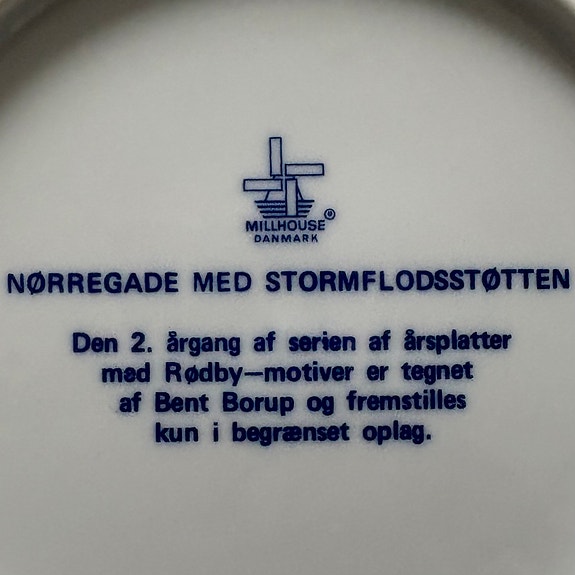 MILLHOUSE ®
DANMARK
NØRREGADE MED STORMFLODSSTØTTEN
Den 2. årgang af serien af årsplatter
med Rødby—motiver er tegnet
af Bent Borup og fremstilles
kun i begrænset oplag.